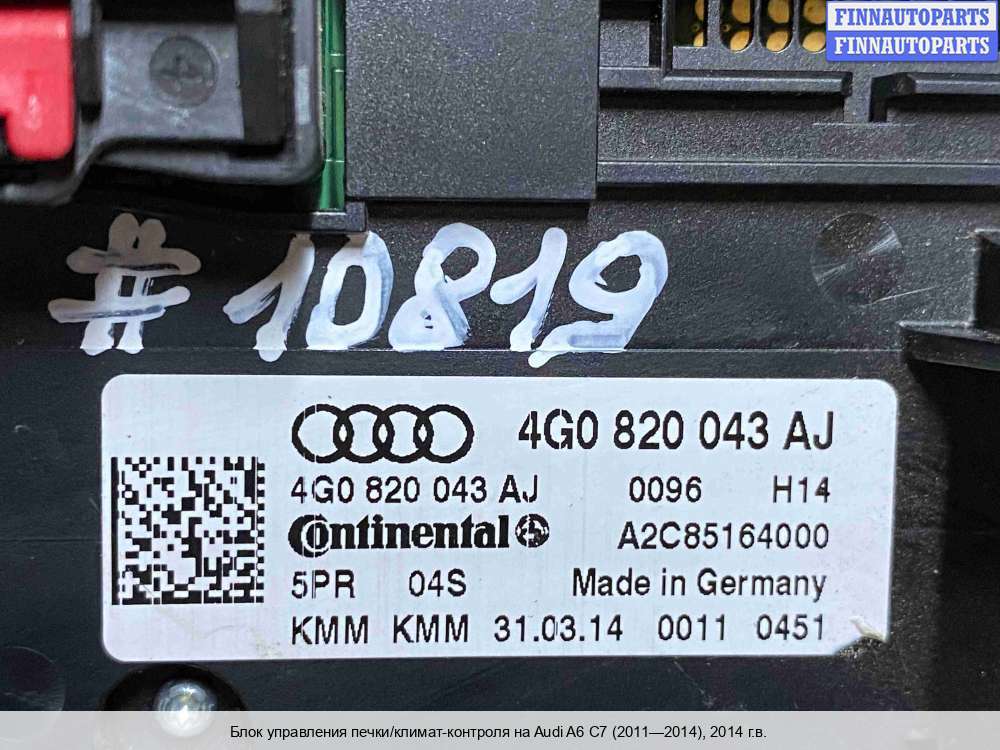 FINNAUTOPARTS
FINNAUTOPARTS
#10819
4G0 820 043 AJ
4G0 820 043 AJ 0096 H14
Continental A2C85164000
5PR 04S Made in Germany
KMM KMM 31.03.14 0011 0451
Блок управления печки/климат-контроля на Audi A6 C7 (2011—2014), 2014 г.в.